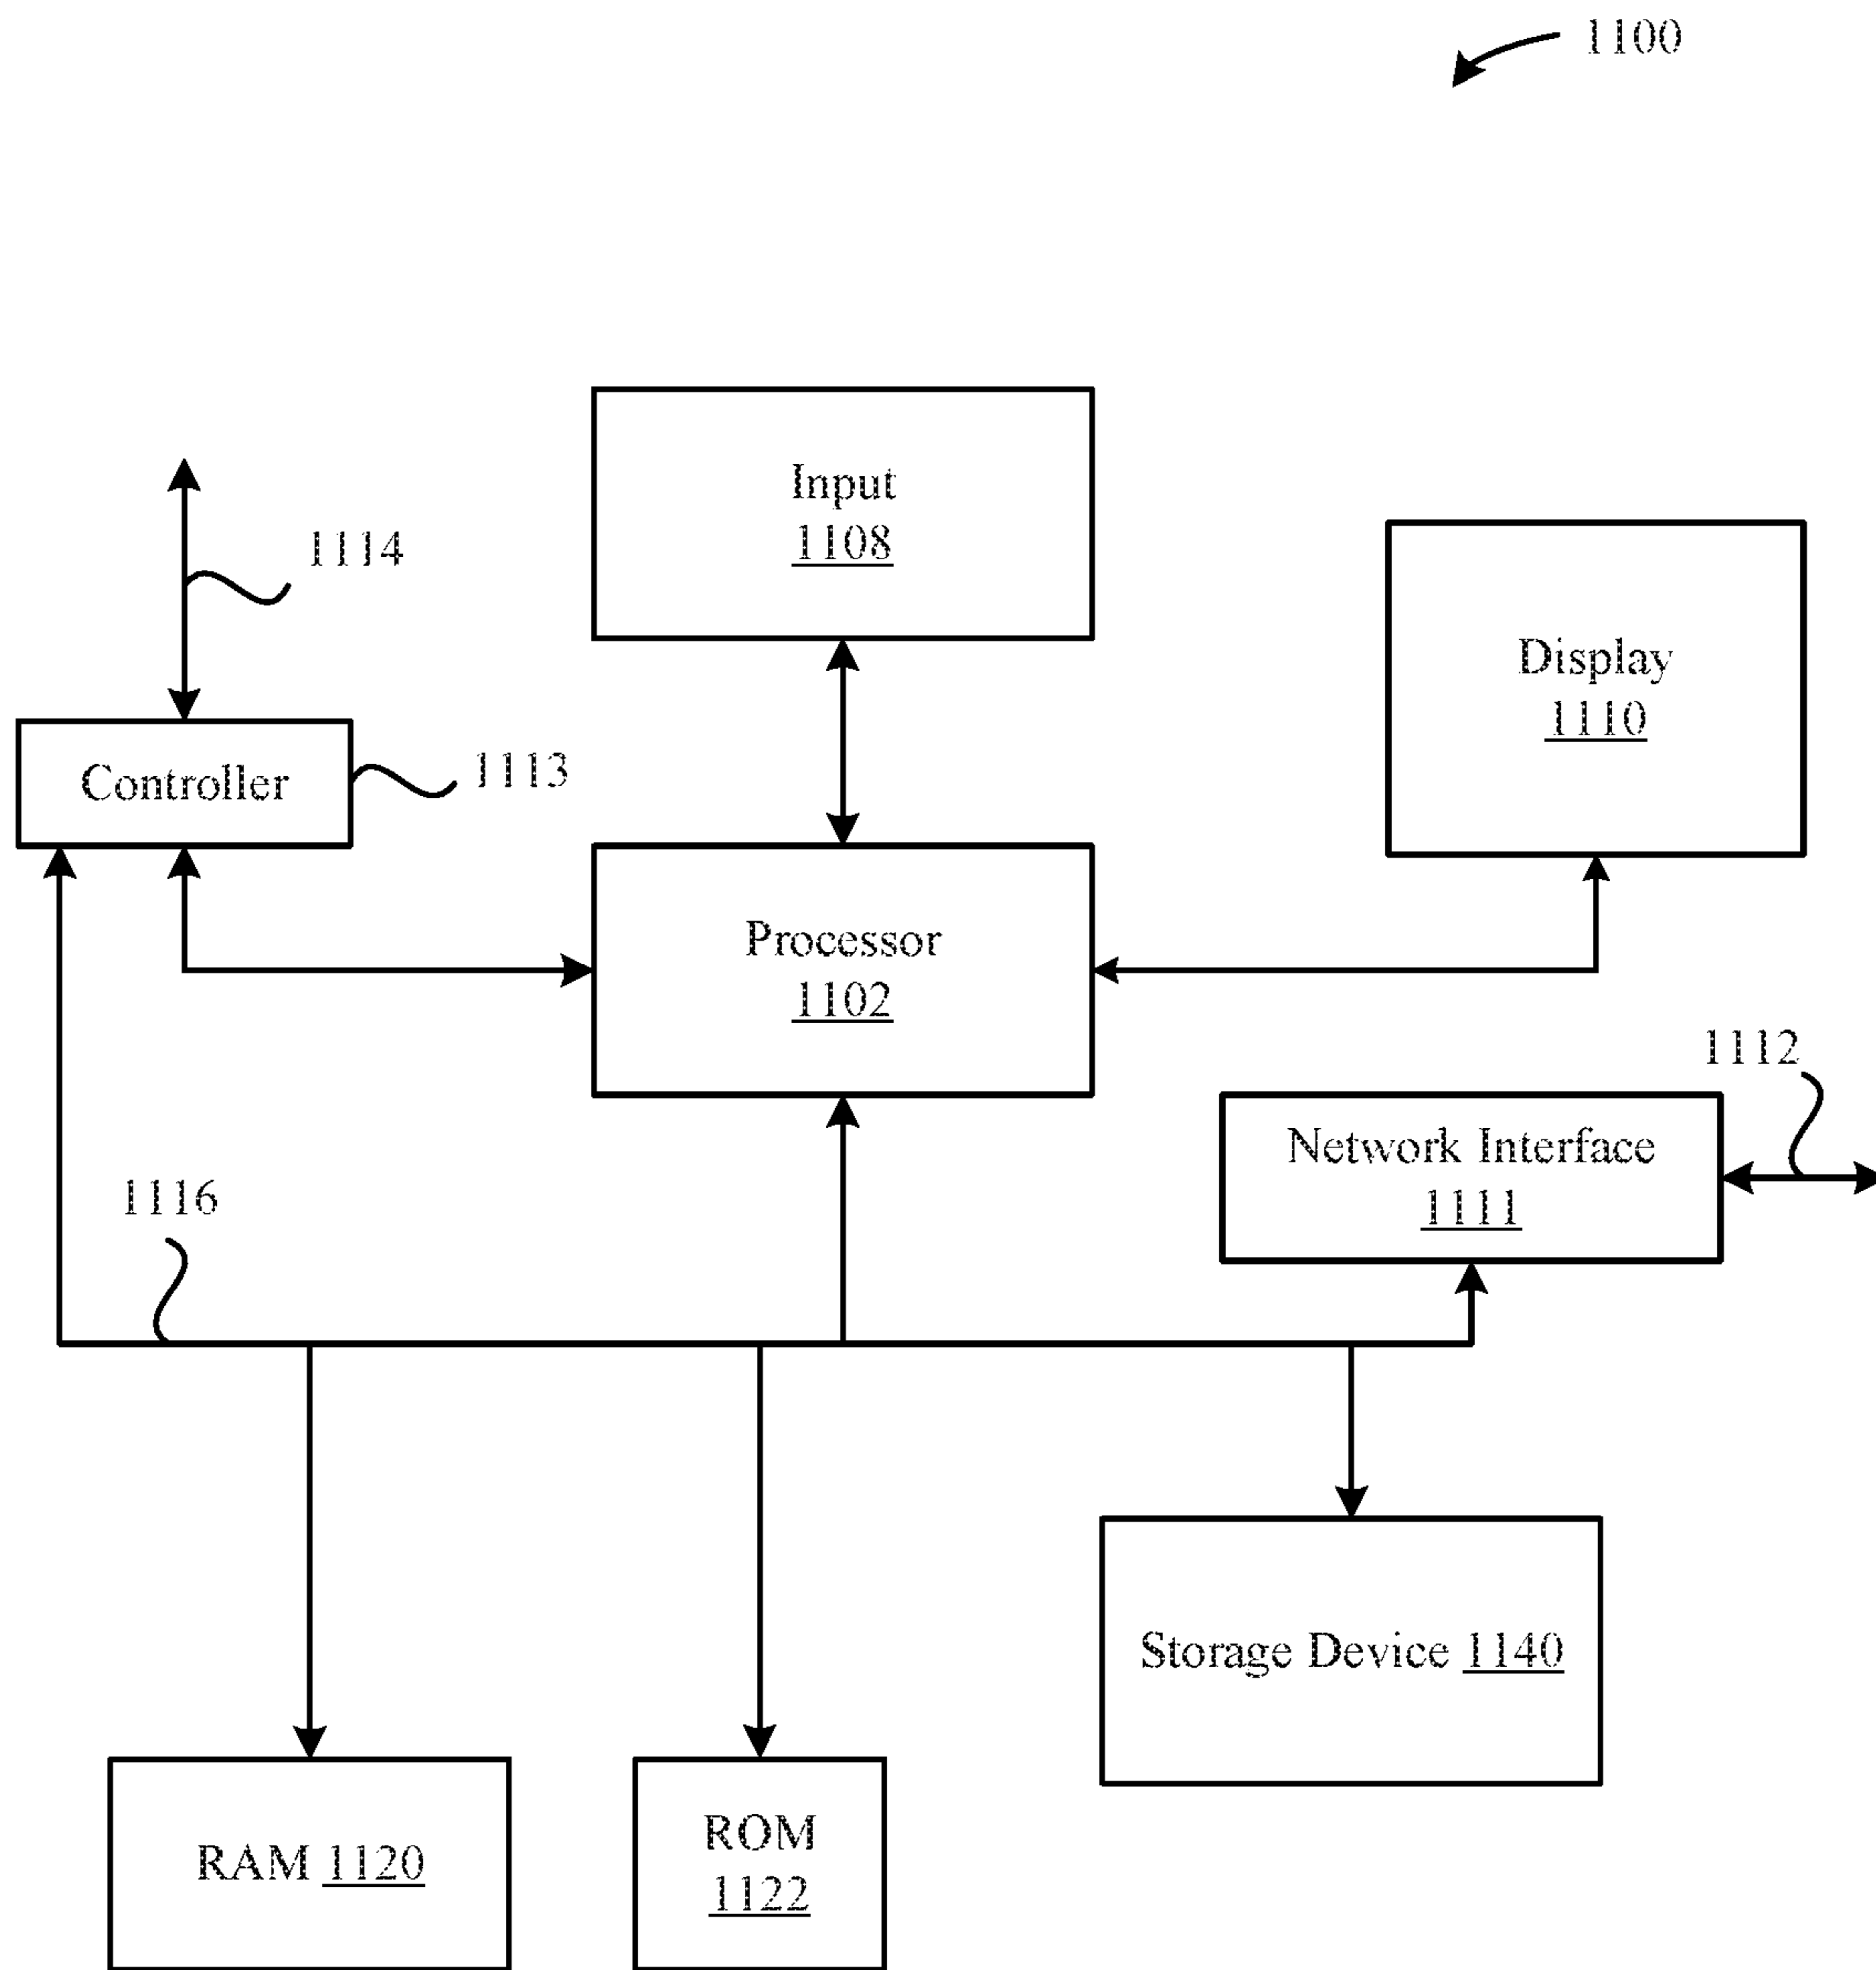 1100
Input
1108
1114
Display
1110
Controller
1113
Processor
1102
1112
Network Interface
1111
1116
Storage Device 1140
RAM 1120
ROM
1122